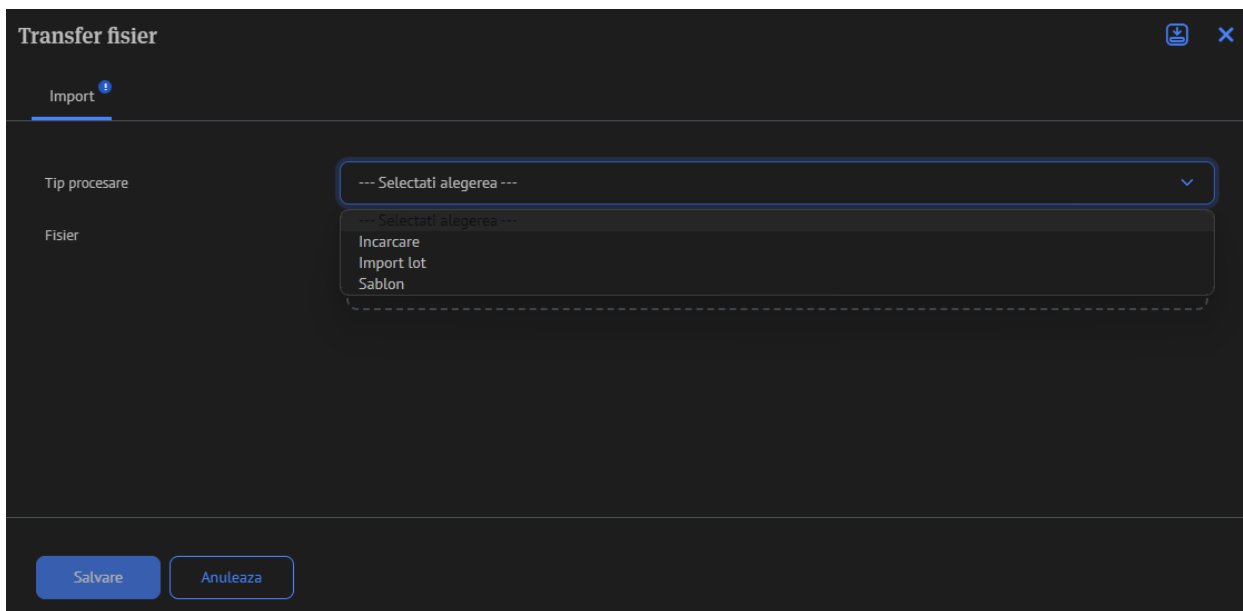 Transfer fisier
Import
Tip procesare
--- Selectati alegerea ---
--- Selectati alegerea ---
Fisier
Incarcare
Import lot
Sablon
Salvare
Anuleaza